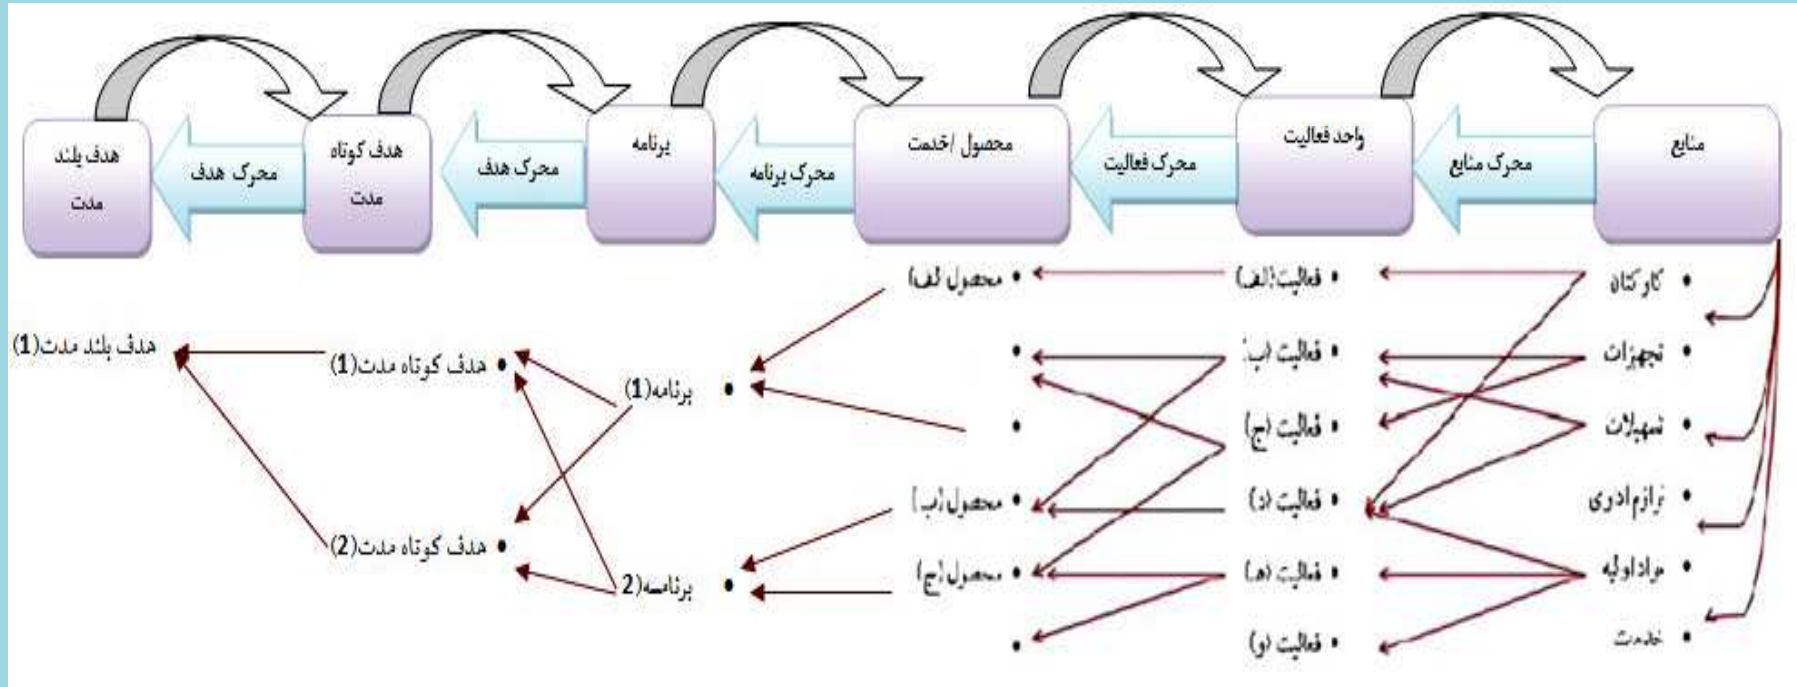 منابع
محرک منابع
واحد فعالیت
محرک فعالیت
محصول /خدمت
محرک برنامه
برنامه
محرک هدف
هدف کوتاه
مدت
محرک هدف
هدف بلند
مدت
• کارکنان
• تجهیزات
• تسهیلات
• لوازم اداری
• مواد اولیه
• خدمت
• فعالیت (الف)
• فعالیت (ب)
• فعالیت (ج)
• فعالیت (د)
• فعالیت (هـ)
• فعالیت (و)
• محصول الف)
•
•
• محصول (ب)
• محصول (ج)
•
• برنامه(1)
• برنامه(2
• هدف کوتاه مدت(1)
• هدف کوتاه مدت(2)
هدف بلند مدت(1)